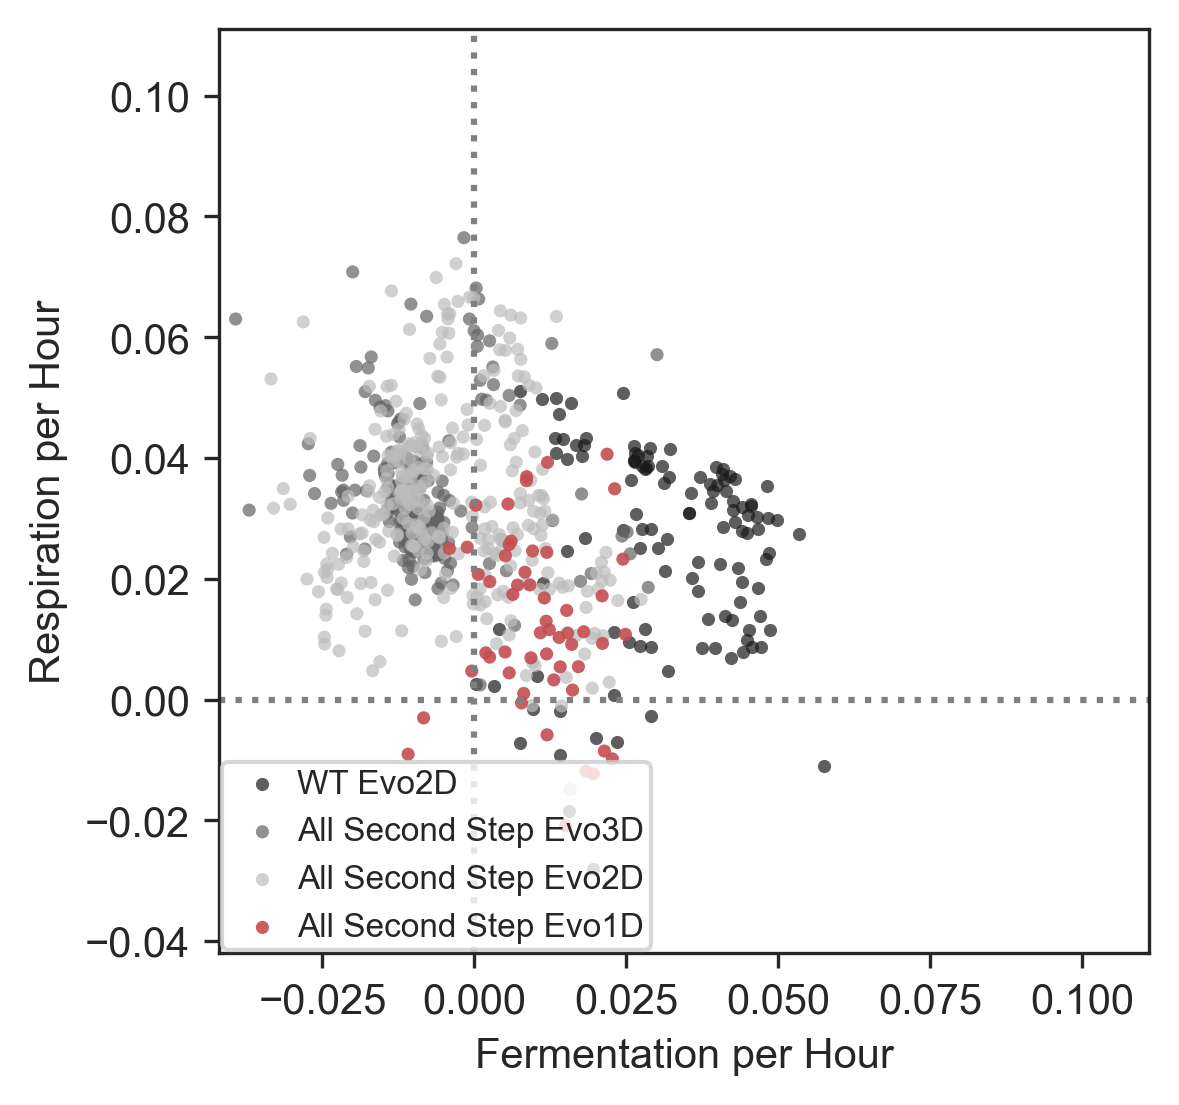 Respiration per Hour
0.10
0.08
0.06
0.04
0.02
0.00
−0.02
−0.04
WT Evo2D
All Second Step Evo3D
All Second Step Evo2D
All Second Step Evo1D
−0.025 0.000 0.025 0.050 0.075 0.100
Fermentation per Hour